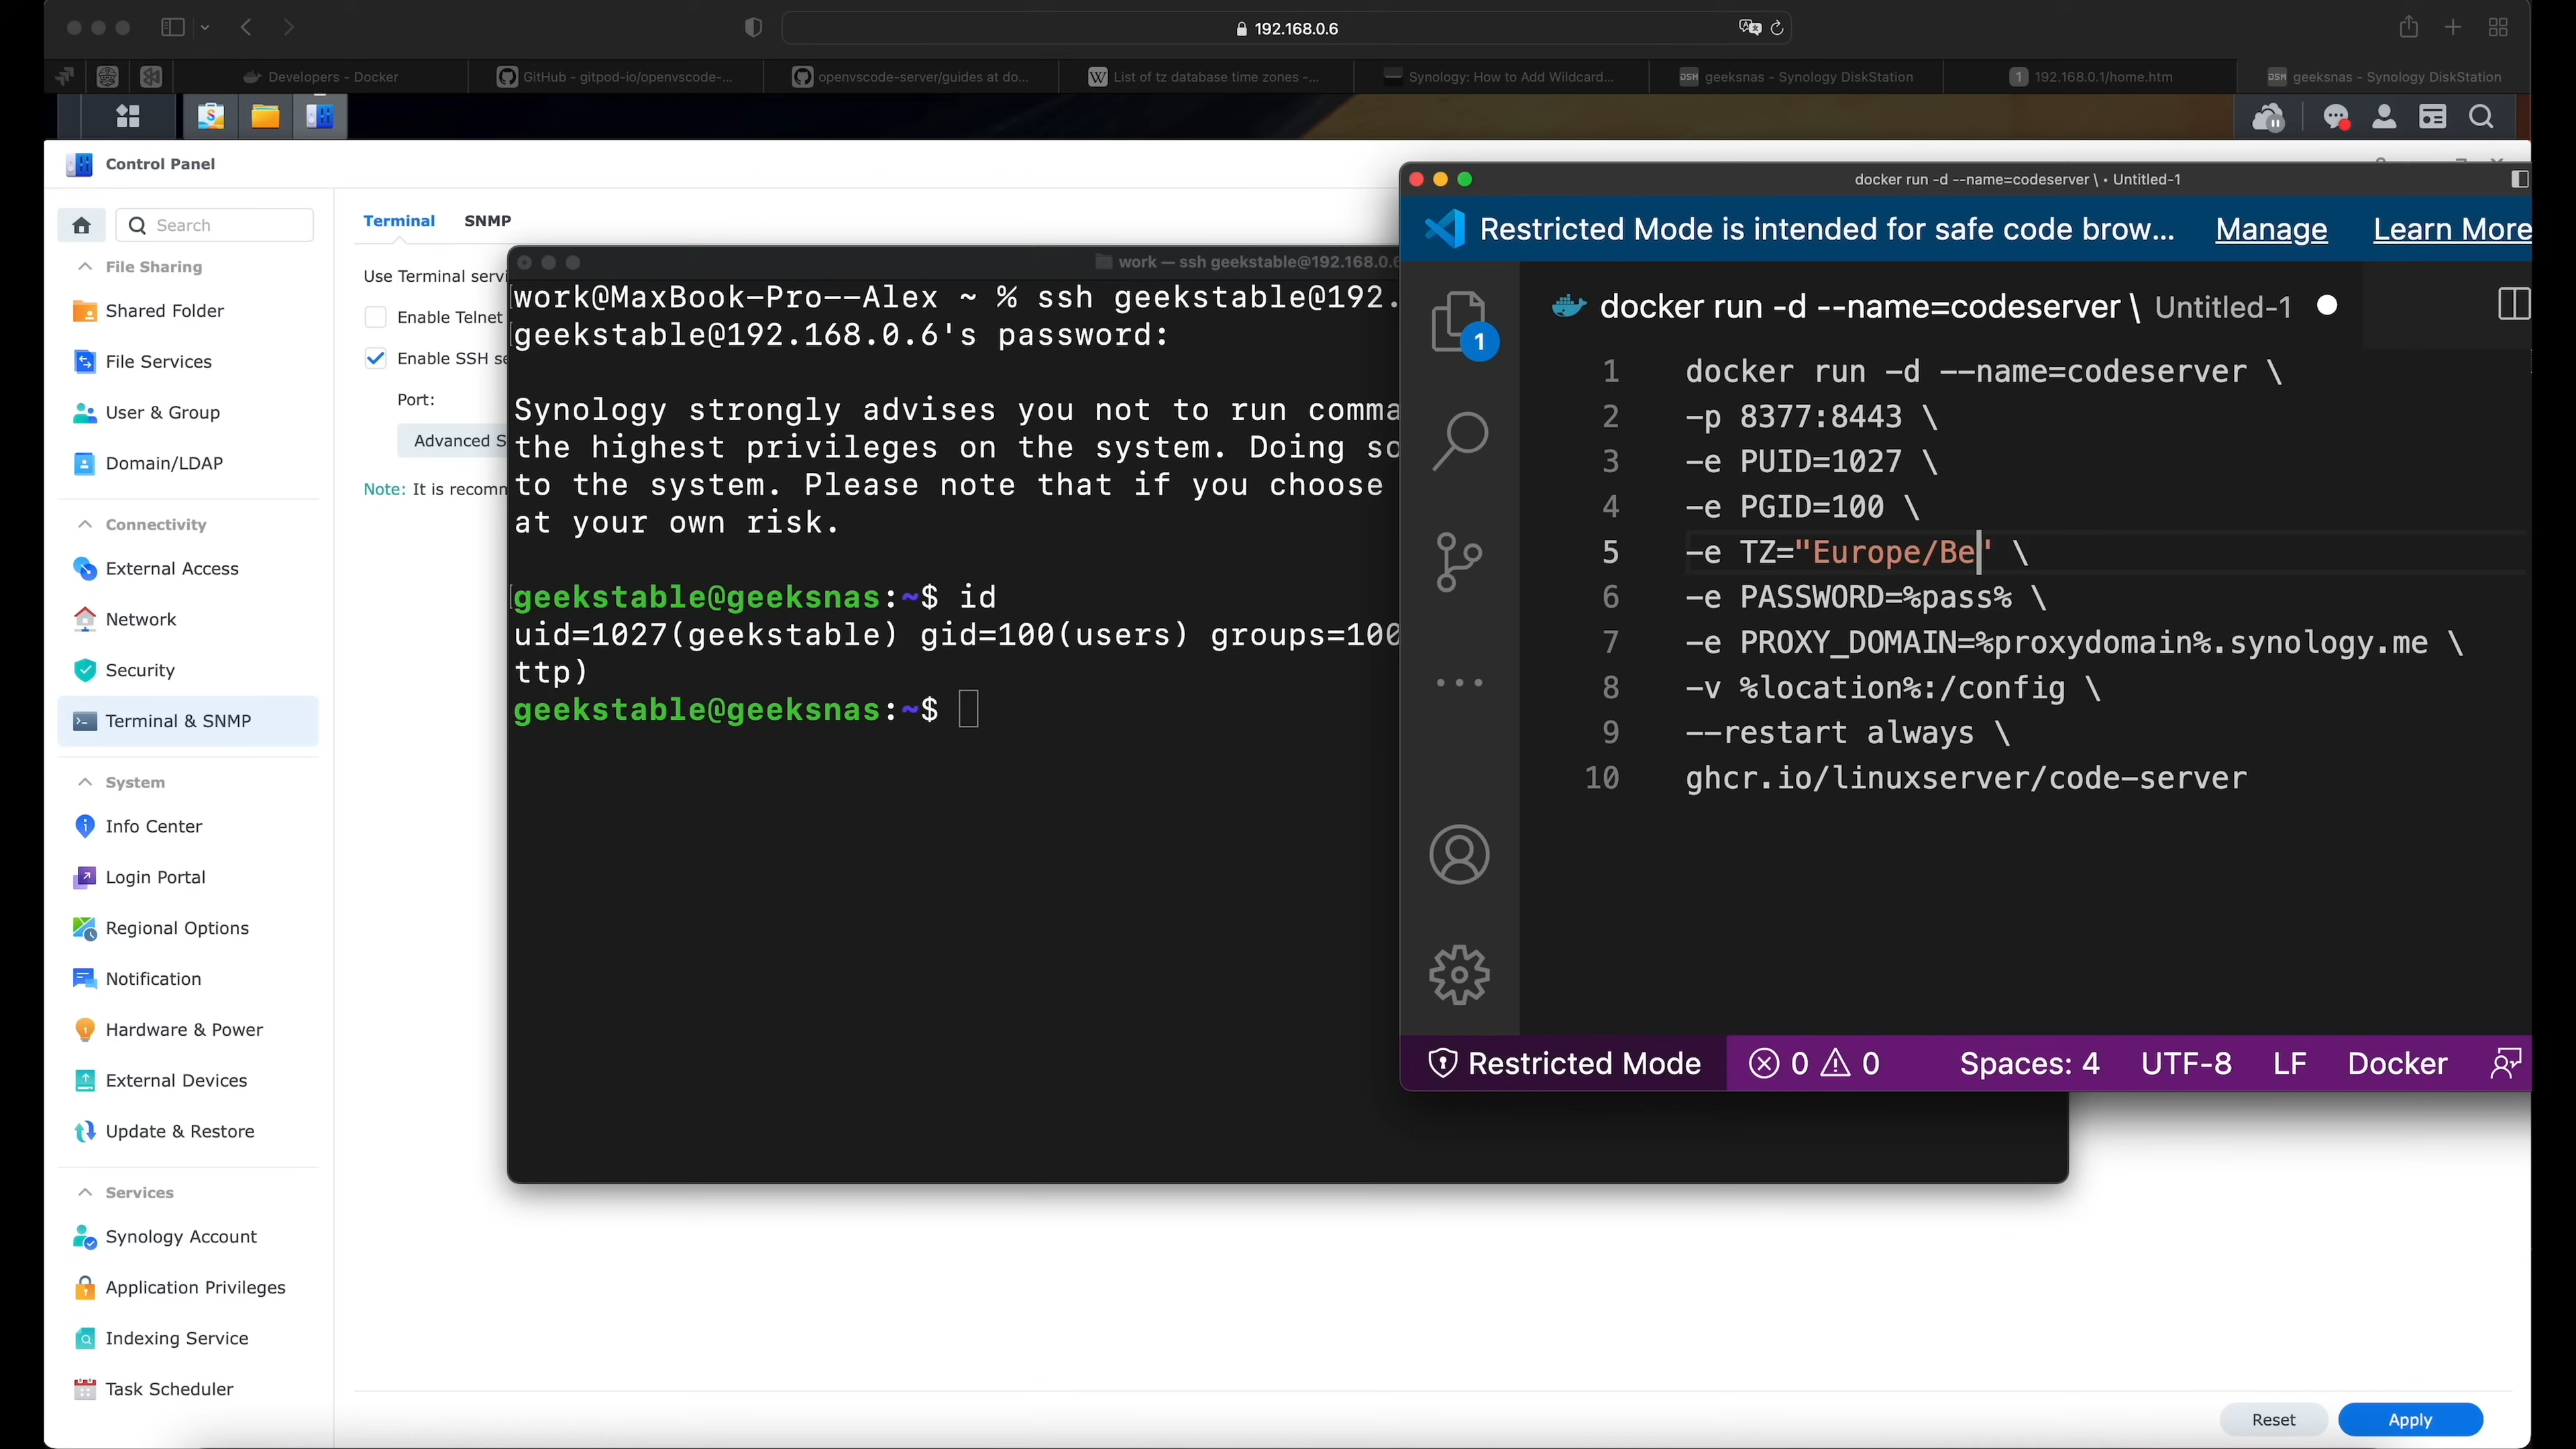 192.168.0.6
Developers - Docker
GitHub - gitpod-io/openvscode-...
openvscode-server/guides at do...
W List of tz database time zones -...
Synology: How to Add Wildcard...
DSM geeksnas - Synology DiskStation
1 192.168.0.1/home.htm
DSM geeksnas - Synology DiskStation
Control Panel
Search
File Sharing
Shared Folder
File Services
User & Group
Domain/LDAP
Connectivity
External Access
Network
Security
Terminal & SNMP
System
Info Center
Login Portal
Regional Options
Notification
Hardware & Power
External Devices
Update & Restore
Services
Synology Account
Application Privileges
Indexing Service
Task Scheduler
Terminal SNMP
Use Terminal servi
Enable Telnet
Enable SSH se
Port:
Advanced S
Note: It is recomm
work — ssh geekstable@192.168.0.6
work@MaxBook-Pro--Alex ~ % ssh geekstable@192.
geekstable@192.168.0.6's password:
Synology strongly advises you not to run comma
the highest privileges on the system. Doing so
to the system. Please note that if you choose
at your own risk.
geekstable@geeksnas:~$ id
uid=1027(geekstable) gid=100(users) groups=100
ttp)
geekstable@geeksnas:~$
docker run -d --name=codeserver \ • Untitled-1
Restricted Mode is intended for safe code brow... Manage Learn More
docker run -d --name=codeserver \ Untitled-1
1
1 docker run -d --name=codeserver \
2 -p 8377:8443 \
3 -e PUID=1027 \
4 -e PGID=100 \
5 -e TZ="Europe/Be" \
6 -e PASSWORD=%pass% \
7 -e PROXY_DOMAIN=%proxydomain%.synology.me \
8 -v %location%:/config \
9 --restart always \
10 ghcr.io/linuxserver/code-server
Restricted Mode 0 0 Spaces: 4 UTF-8 LF Docker
Reset Apply